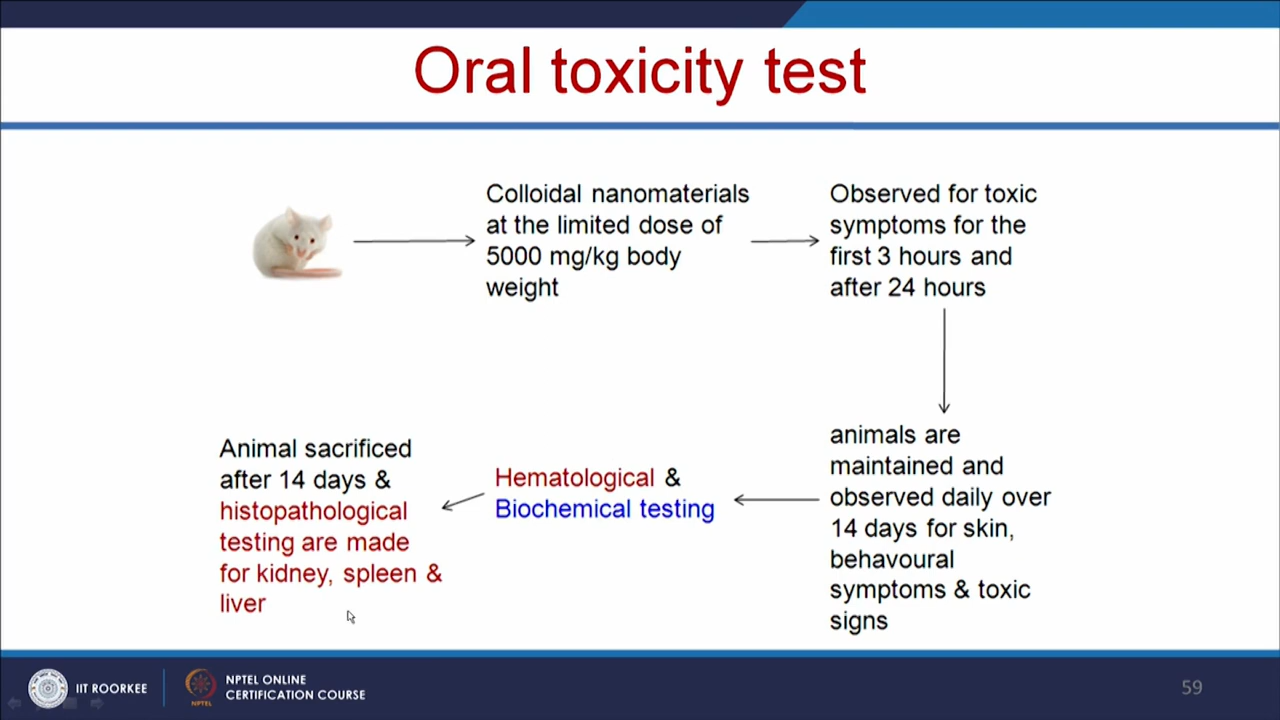 Oral toxicity test
Colloidal nanomaterials
at the limited dose of
5000 mg/kg body
weight
Observed for toxic
symptoms for the
first 3 hours and
after 24 hours
animals are
maintained and
observed daily over
14 days for skin,
behavoural
symptoms & toxic
signs
Hematological &
Biochemical testing
Animal sacrificed
after 14 days &
histopathological
testing are made
for kidney, spleen &
liver
IIT ROORKEE
NPTEL
NPTEL ONLINE
CERTIFICATION COURSE
59